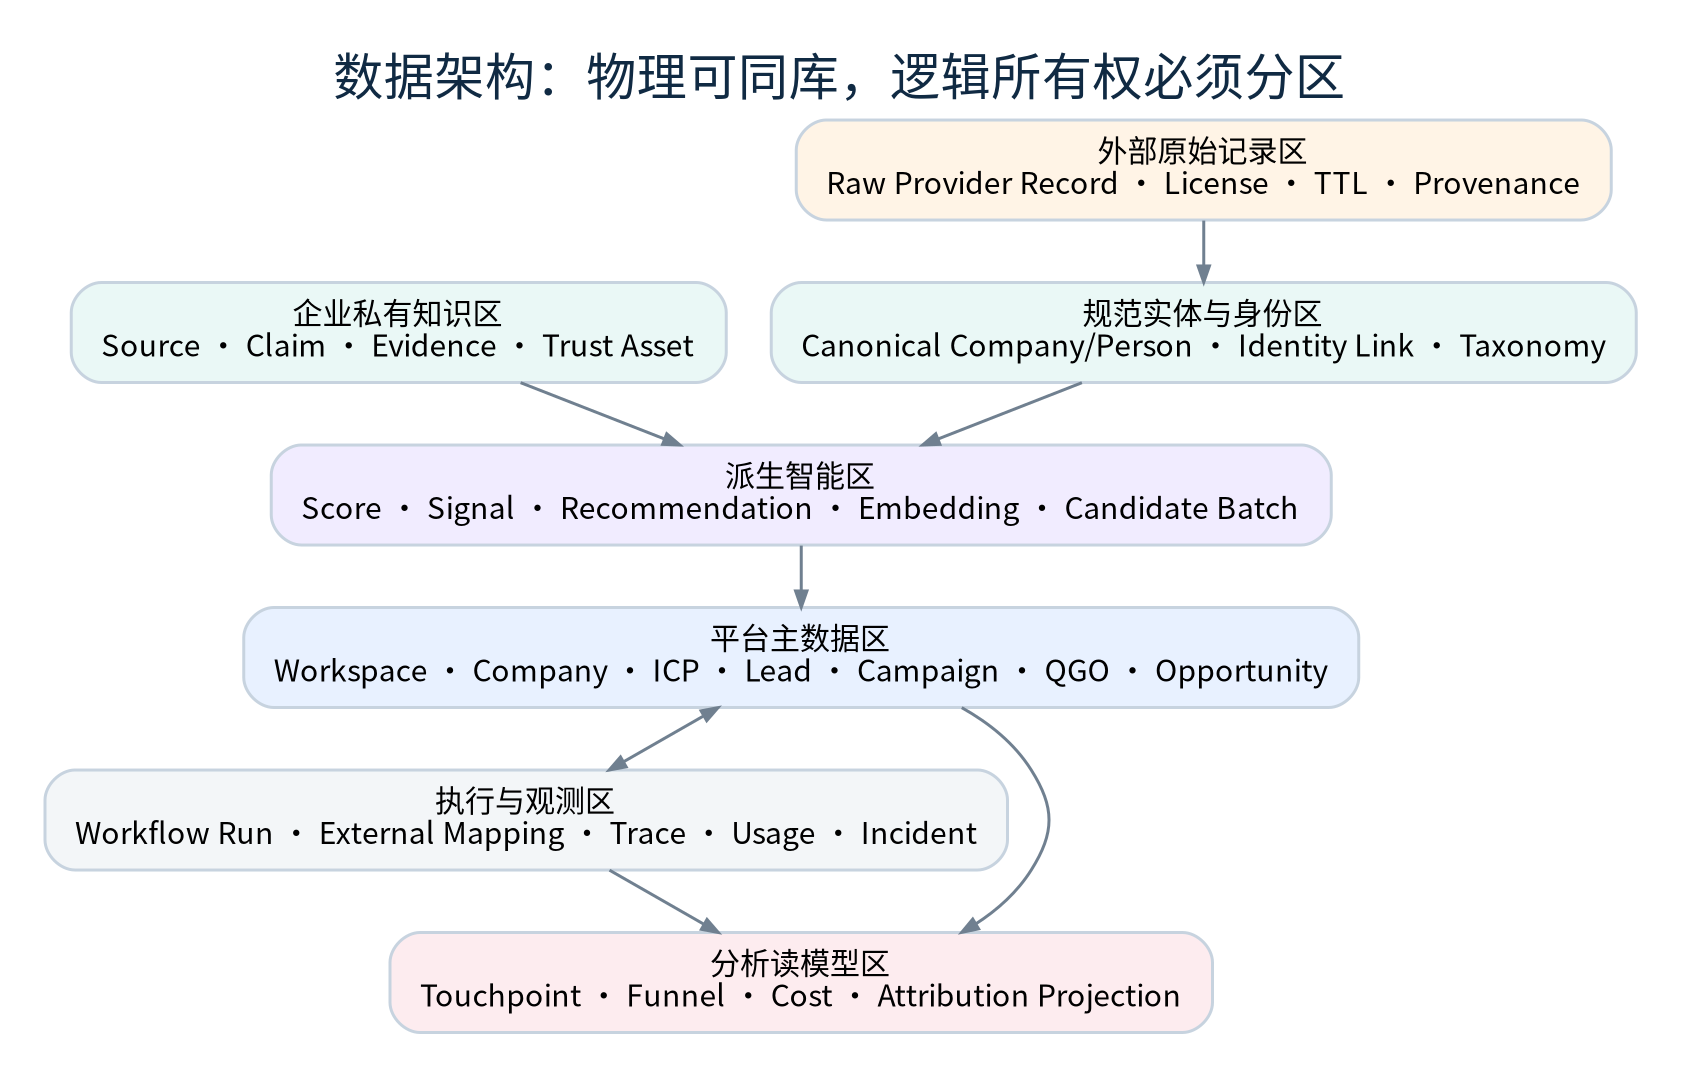 数据架构：物理可同库，逻辑所有权必须分区
外部原始记录区
Raw Provider Record · License · TTL · Provenance
企业私有知识区
Source · Claim · Evidence · Trust Asset
规范实体与身份区
Canonical Company/Person · Identity Link · Taxonomy
派生智能区
Score · Signal · Recommendation · Embedding · Candidate Batch
平台主数据区
Workspace · Company · ICP · Lead · Campaign · QGO · Opportunity
执行与观测区
Workflow Run · External Mapping · Trace · Usage · Incident
分析读模型区
Touchpoint · Funnel · Cost · Attribution Projection